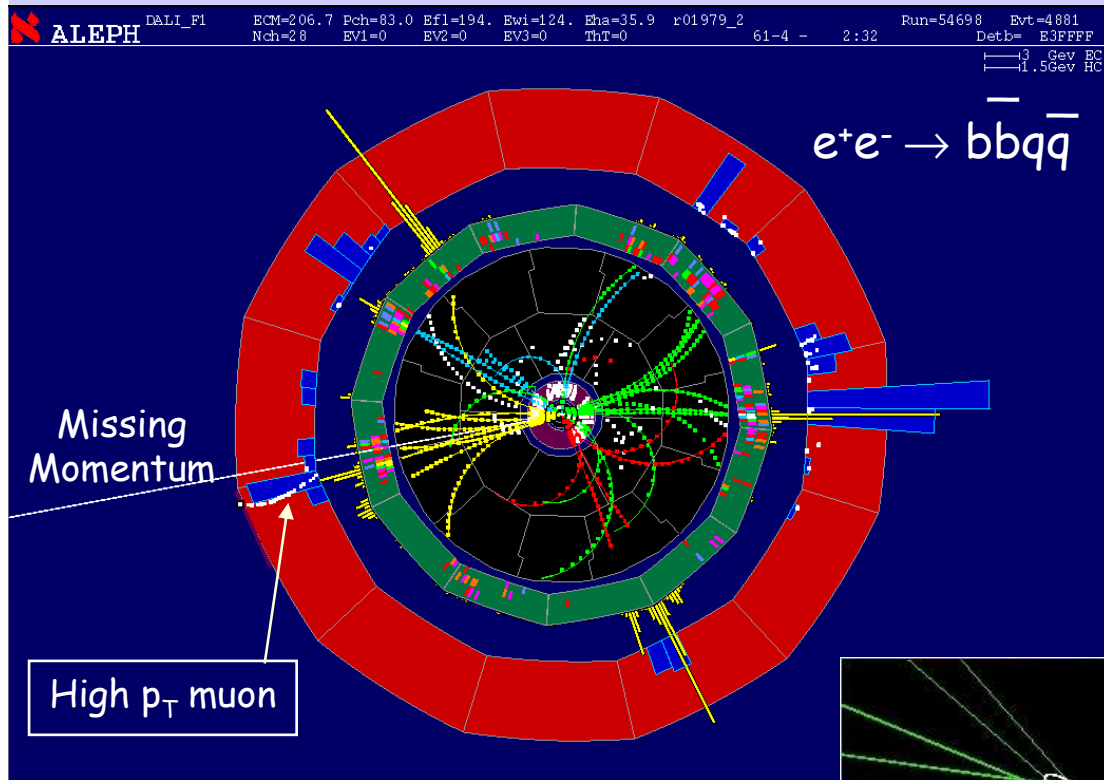 ALEPH DALI_F1 ECM=206.7 Pch=83.0 Efl=194. Ewi=124. Eha=35.9 r01979_2 Run=54698 Evt=4881
Nch=28 EV1=0 EV2=0 EV3=0 ThT=0 61-4 - 2:32 Detb= E3FFFF
3 Gev EC
1.5Gev HC
e⁺e⁻ → b̅bqq̅
Missing
Momentum
High pT muon